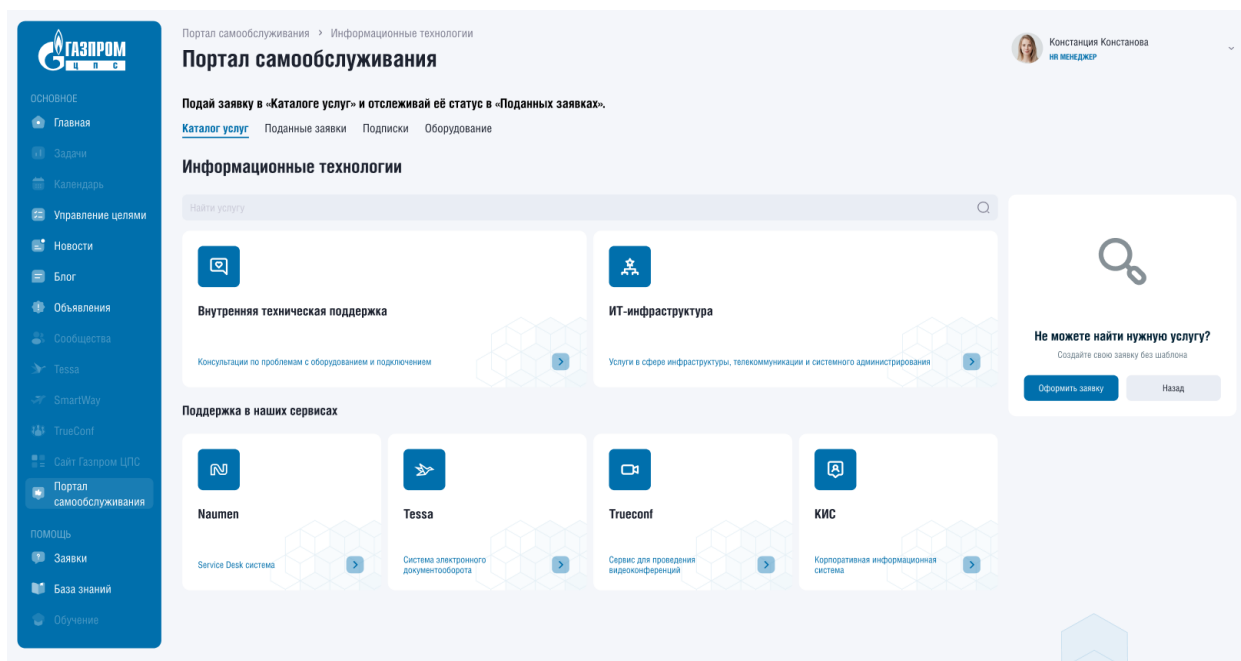 ГАЗПРОМ
ЦПС
ОСНОВНОЕ
Главная
Задачи
Календарь
Управление целями
Новости
Блог
Объявления
Сообщества
Tessa
SmartWay
TrueConf
Сайт Газпром ЦПС
Портал
самообслуживания
ПОМОЩЬ
Заявки
База знаний
Обучение
Портал самообслуживания > Информационные технологии
Портал самообслуживания
Констанция Константова
HR МЕНЕДЖЕР
Подай заявку в «Каталоге услуг» и отслеживай её статус в «Поданных заявках».
Каталог услуг Поданные заявки Подписки Оборудование
Информационные технологии
Найти услугу
Внутренняя техническая поддержка
Консультации по проблемам с оборудованием и подключением
ИТ-инфраструктура
Услуги в сфере инфраструктуры, телекоммуникации и системного администрирования
Поддержка в наших сервисах
Naumen
Service Desk система
Tessa
Система электронного
документооборота
Trueconf
Сервис для проведения
видеоконференций
КИС
Корпоративная информационная
система
Не можете найти нужную услугу?
Создайте свою заявку без шаблона
Оформить заявку
Назад